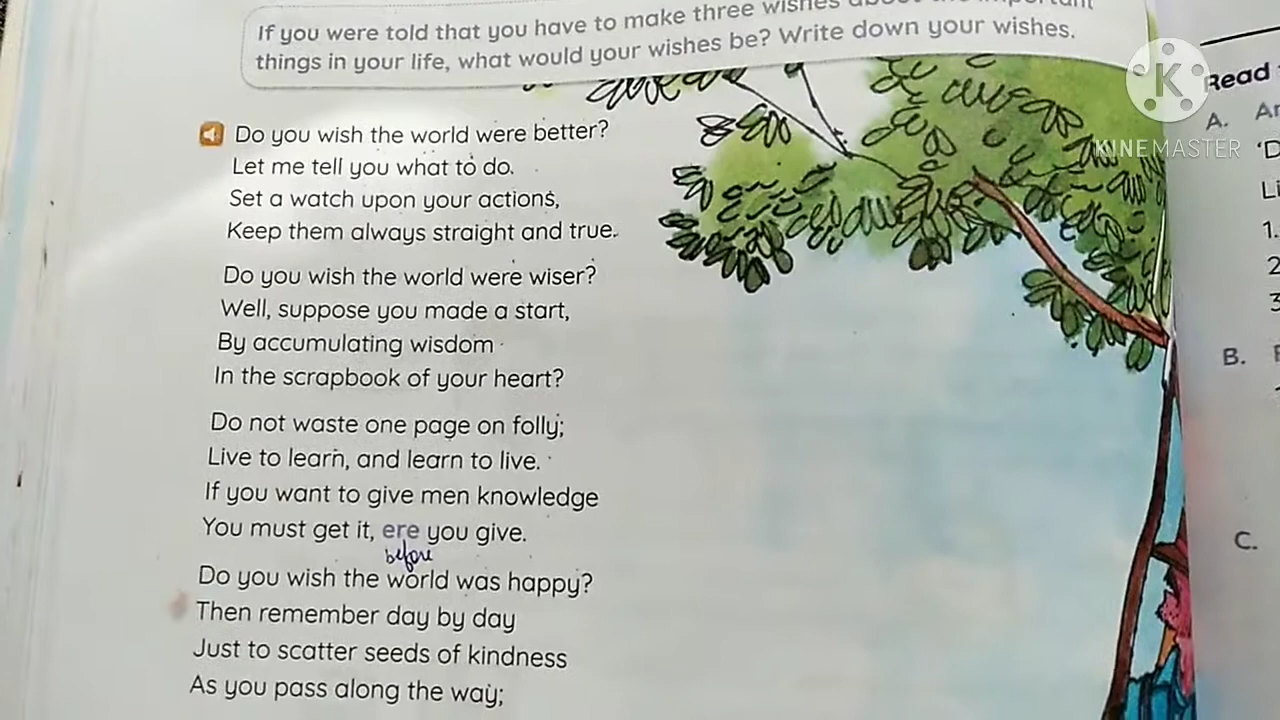 If you were told that you have to make three wishes about the important
things in your life, what would your wishes be? Write down your wishes.
Do you wish the world were better?
Let me tell you what to do.
Set a watch upon your actions,
Keep them always straight and true.
Do you wish the world were wiser?
Well, suppose you made a start,
By accumulating wisdom
In the scrapbook of your heart?
Do not waste one page on folly;
Live to learn, and learn to live.
If you want to give men knowledge
You must get it, ere you give.
before
Do you wish the world was happy?
Then remember day by day
Just to scatter seeds of kindness
As you pass along the way;
K
KINEMASTER
Read
A.
1.
2
3
B.
C.